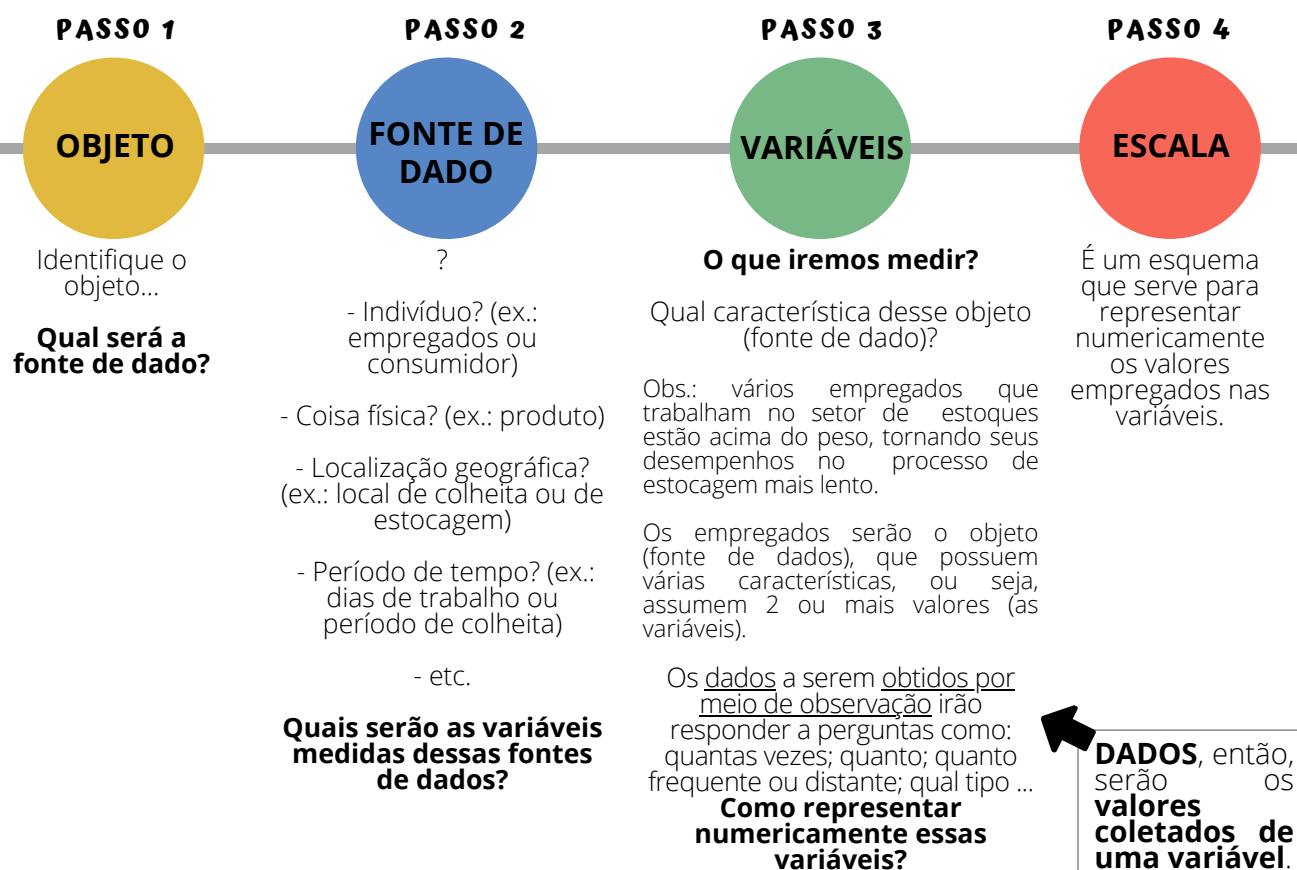 PASSO 1
OBJETO
Identifique o
objeto...
Qual será a
fonte de dado?
PASSO 2
FONTE DE
DADO
?
- Indivíduo? (ex.:
empregados ou
consumidor)
- Coisa física? (ex.: produto)
- Localização geográfica?
(ex.: local de colheita ou de
estocagem)
- Período de tempo? (ex.:
dias de trabalho ou
período de colheita)
- etc.
Quais serão as variáveis
medidas dessas fontes
de dados?
PASSO 3
VARIÁVEIS
O que iremos medir?
Qual característica desse objeto
(fonte de dado)?
Obs.: vários empregados que
trabalham no setor de estoques
estão acima do peso, tornando seus
desempenhos no processo de
estocagem mais lento.
Os empregados serão o objeto
(fonte de dados), que possuem
várias características, ou seja,
assumem 2 ou mais valores (as
variáveis).
Os dados a serem obtidos por
meio de observação irão
responder a perguntas como:
quantas vezes; quanto; quanto
frequente ou distante; qual tipo ...
Como representar
numericamente essas
variáveis?
PASSO 4
ESCALA
É um esquema
que serve para
representar
numericamente
os valores
empregados nas
variáveis.
DADOS, então,
serão os
valores
coletados de
uma variável.